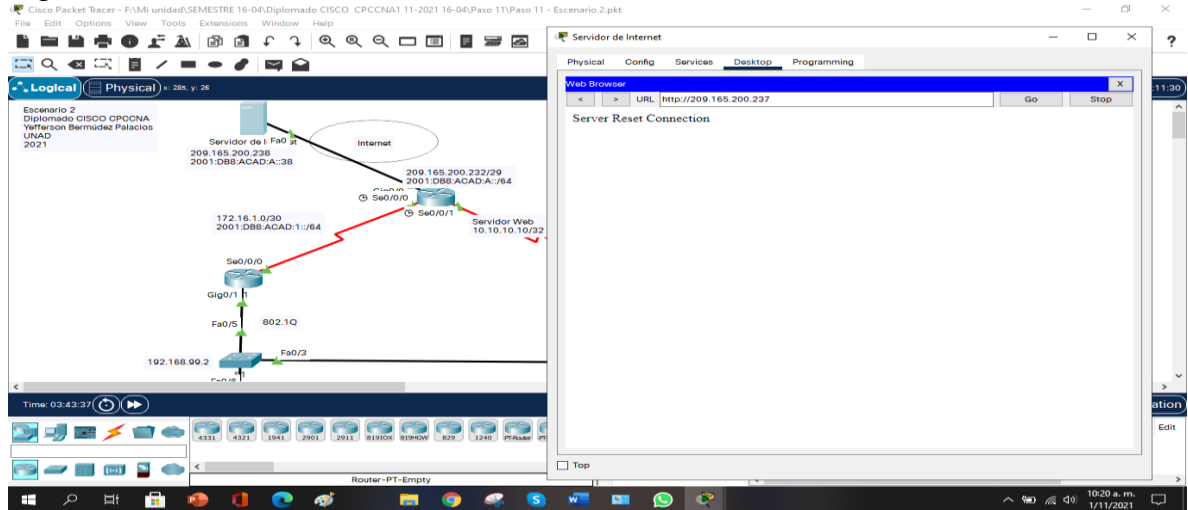 Cisco Packet Tracer - F:\Mi unidad\SEMESTRE 16-04\Diplomado CISCO CPCCNA1 11-2021 16-04\Paso 11\Paso 11 - Escenario 2.pkt
File Edit Options View Tools Extensions Window Help
Logical Physical x: 285, y: 26
Escenario 2
Diplomado CISCO CPCCNA
Yefferson Bermúdez Palacios
UNAD
2021
Servidor de I Fa0 et
209.165.200.238
2001:DB8:ACAD:A::38
Internet
209.165.200.232/29
2001:DB8:ACAD:A::/64
Se0/0/0
Se0/0/1
172.16.1.0/30
2001:DB8:ACAD:1::/64
Servidor Web
10.10.10.10/32
Se0/0/0
Gig0/1
Fa0/5 802.1Q
Fa0/3
192.168.99.2
Servidor de Internet
Physical Config Services Desktop Programming
Web Browser X
< > URL http://209.165.200.237 Go Stop
Server Reset Connection
Top
:11:30
Time: 03:43:37
ation
Edit
4331 4321 1941 2901 2911 819IOX 819HGW 829 1240 PT-Router
Router-PT-Empty
10:20 a. m.
1/11/2021